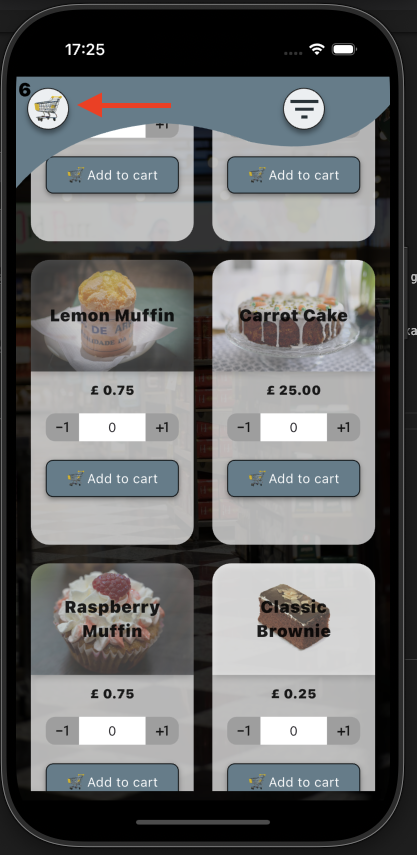 17:25
6
+1
🛒 Add to cart 🛒 Add to cart
Lemon Muffin Carrot Cake
£ 0.75 £ 25.00
−1 0 +1 −1 0 +1
🛒 Add to cart 🛒 Add to cart
Raspberry Classic
Muffin Brownie
£ 0.75 £ 0.25
−1 0 +1 −1 0 +1
🛒 Add to cart 🛒 Add to cart